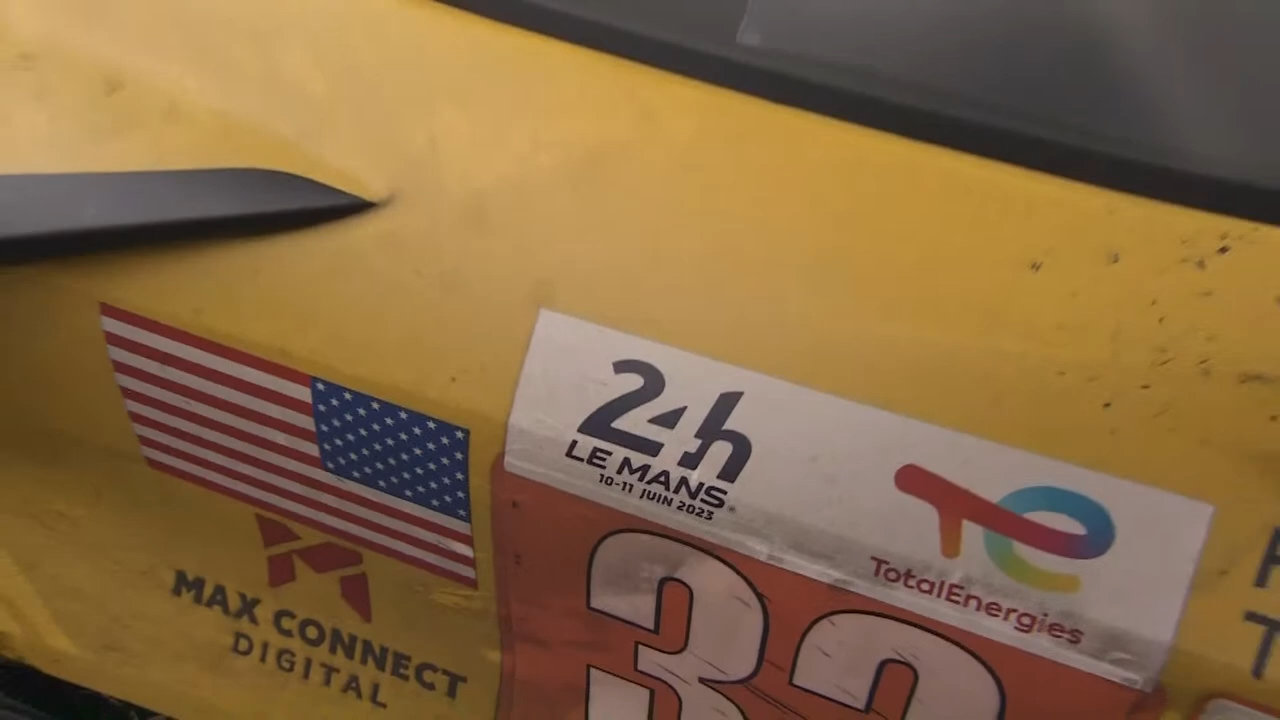 24h
LE MANS
10-11 JUIN 2023
TotalEnergies
MAX CONNECT
DIGITAL